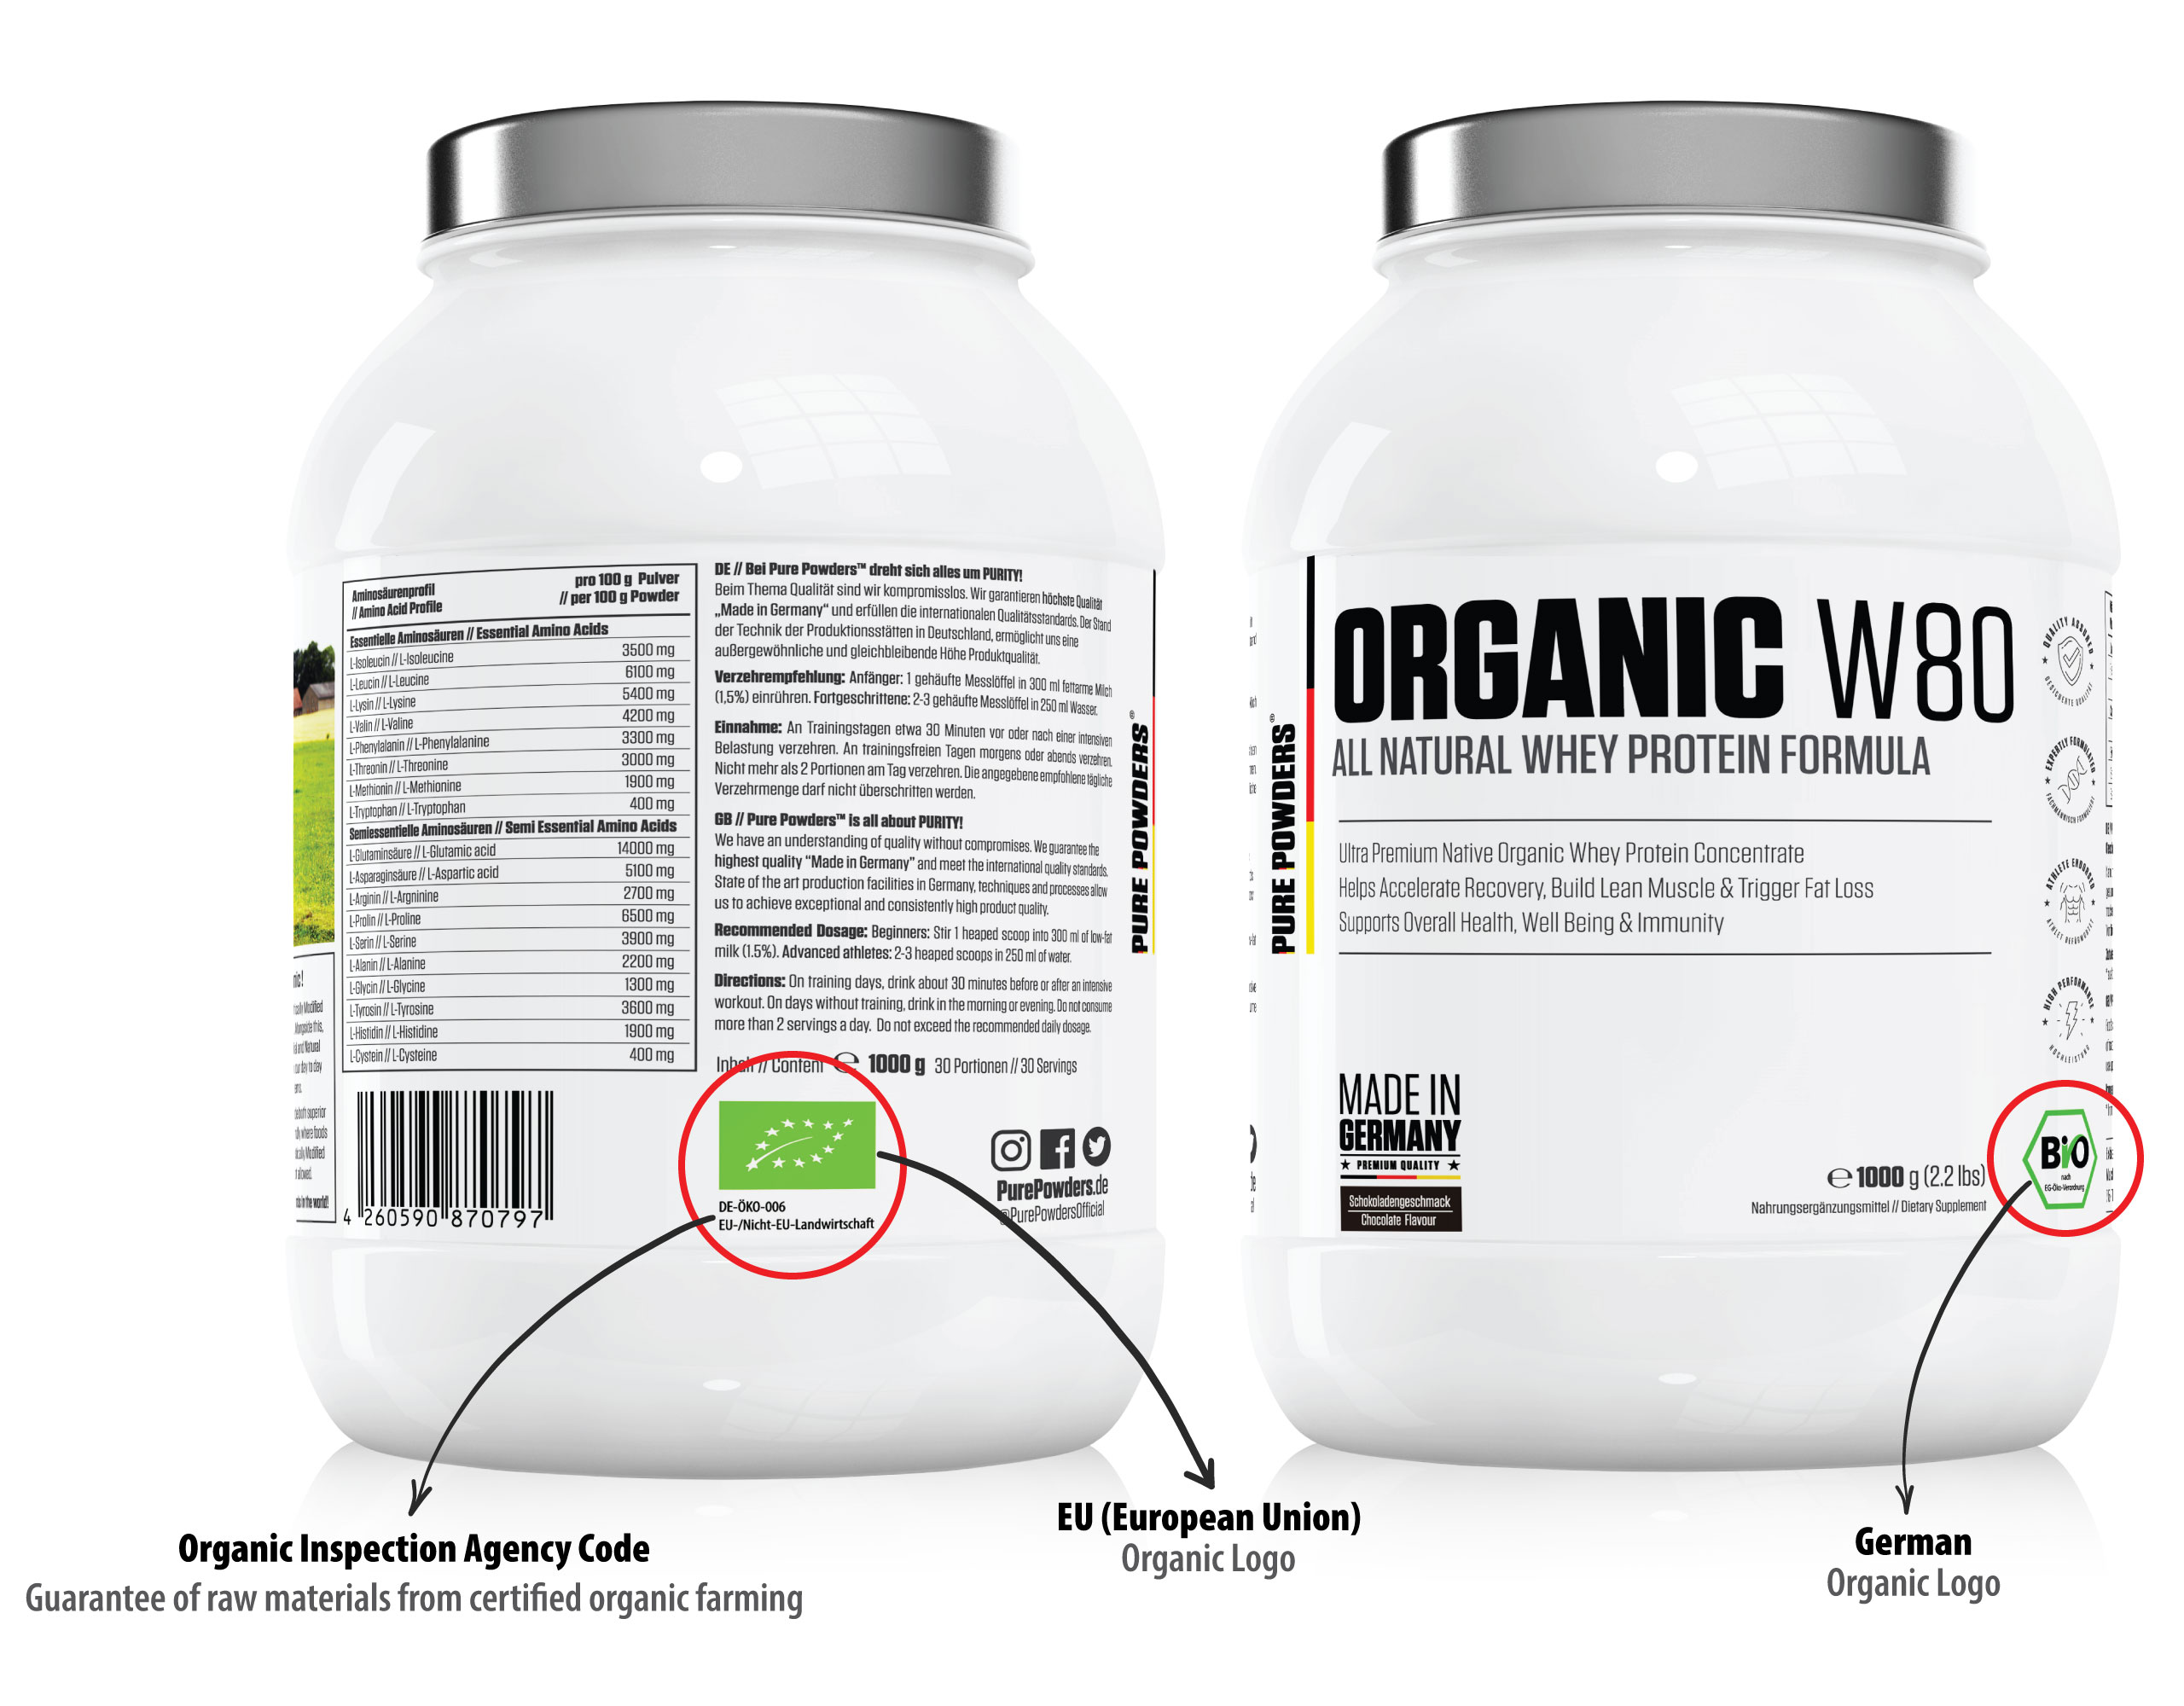 Aminosäurenprofil
// Amino Acid Profile
pro 100 g Pulver
// per 100 g Powder
Essentielle Aminosäuren // Essential Amino Acids
L-Isoleucin // L-Isoleucine 3500 mg
L-Leucin // L-Leucine 6100 mg
L-Lysin // L-Lysine 5400 mg
L-Valin // L-Valine 4200 mg
L-Phenylalanin // L-Phenylalanine 3300 mg
L-Threonin // L-Threonine 3000 mg
L-Methionin // L-Methionine 1900 mg
L-Tryptophan // L-Tryptophan 400 mg
Semiessentielle Aminosäuren // Semi Essential Amino Acids
L-Glutaminsäure // L-Glutamic acid 14000 mg
L-Asparaginsäure // L-Aspartic acid 5100 mg
L-Arginin // L-Argninine 2700 mg
L-Prolin // L-Proline 6500 mg
L-Serin // L-Serine 3900 mg
L-Alanin // L-Alanine 2200 mg
L-Glycin // L-Glycine 1300 mg
L-Tyrosin // L-Tyrosine 3600 mg
L-Histidin // L-Histidine 1900 mg
L-Cystein // L-Cysteine 400 mg
4 260590 870797
DE // Bei Pure Powders™ dreht sich alles um PURITY!
Beim Thema Qualität sind wir kompromisslos. Wir garantieren höchste Qualität
„Made in Germany“ und erfüllen die internationalen Qualitätsstandards. Der Stand
der Technik der Produktionsstätten in Deutschland, ermöglicht uns eine
außergewöhnliche und gleichbleibende Höhe Produktqualität.
Verzehrempfehlung: Anfänger: 1 gehäufte Messlöffel in 300 ml fettarme Milch
(1,5%) einrühren. Fortgeschrittene: 2-3 gehäufte Messlöffel in 250 ml Wasser.
Einnahme: An Trainingstagen etwa 30 Minuten vor oder nach einer intensiven
Belastung verzehren. An trainingsfreien Tagen morgens oder abends verzehren.
Nicht mehr als 2 Portionen am Tag verzehren. Die angegebene empfohlene tägliche
Verzehrmenge darf nicht überschritten werden.
GB // Pure Powders™ is all about PURITY!
We have an understanding of quality without compromises. We guarantee the
highest quality “Made in Germany” and meet the international quality standards.
State of the art production facilities in Germany, techniques and processes allow
us to achieve exceptional and consistently high product quality.
Recommended Dosage: Beginners: Stir 1 heaped scoop into 300 ml of low-fat
milk (1.5%). Advanced athletes: 2-3 heaped scoops in 250 ml of water.
Directions: On training days, drink about 30 minutes before or after an intensive
workout. On days without training, drink in the morning or evening. Do not consume
more than 2 servings a day. Do not exceed the recommended daily dosage.
Inhalt // Content ℮ 1000 g 30 Portionen // 30 Servings
DE-ÖKO-006
EU-/Nicht-EU-Landwirtschaft
PurePowders.de
@PurePowdersOfficial
PURE POWDERS®
PURE POWDERS®
ORGANIC W80
ALL NATURAL WHEY PROTEIN FORMULA
Ultra Premium Native Organic Whey Protein Concentrate
Helps Accelerate Recovery, Build Lean Muscle & Trigger Fat Loss
Supports Overall Health, Well Being & Immunity
QUALITY ASSURED
GESICHERTE QUALITÄT
EXPERTLY FORMULATED
FACHMÄNNISCH FORMULIERT
ATHLETE ENDORSED
HIGH PERFORMANCE
HOCHLEISTUNG
MADE IN
GERMANY
PREMIUM QUALITY
Schokoladengeschmack
Chocolate Flavour
℮ 1000 g (2.2 lbs)
Nahrungsergänzungsmittel // Dietary Supplement
Bio
nach
EG-Öko-Verordnung
Organic Inspection Agency Code
Guarantee of raw materials from certified organic farming
EU (European Union)
Organic Logo
German
Organic Logo